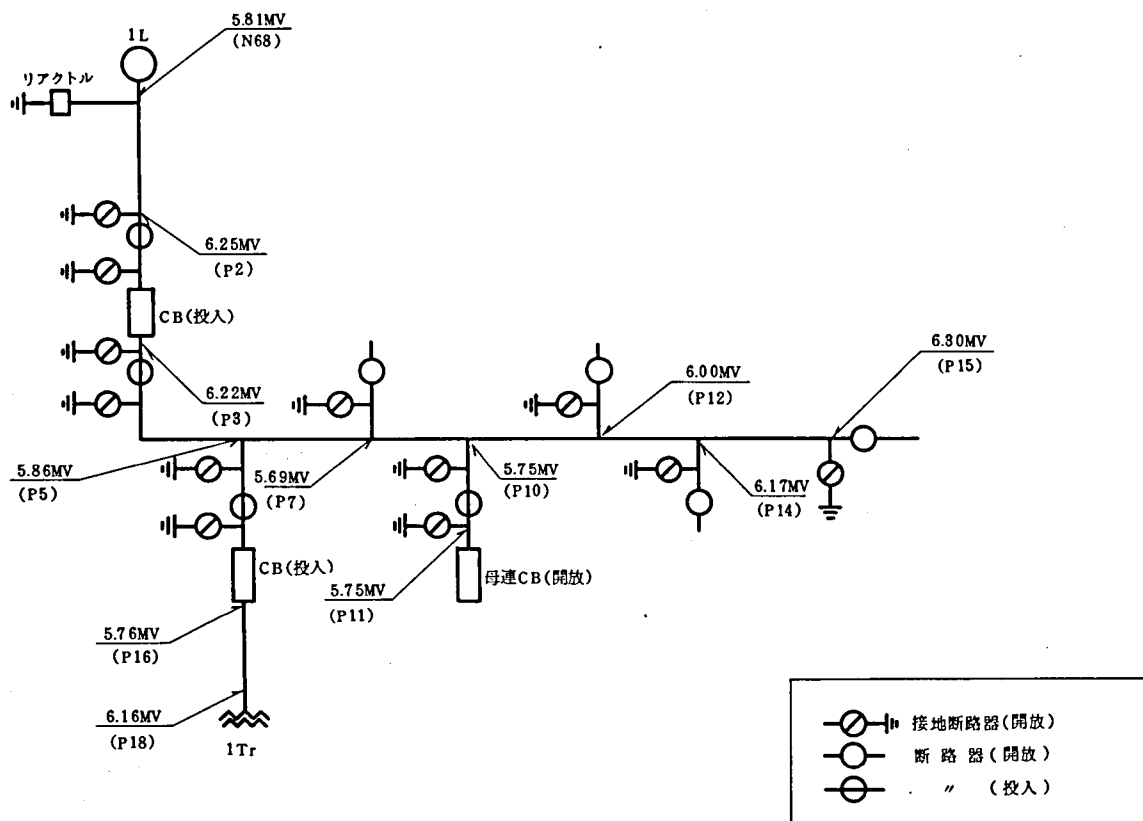 5.81MV
(N68)
1L
リアクトル
6.25MV
(P2)
CB(投入)
6.22MV
(P3)
6.30MV
(P15)
6.00MV
(P12)
5.86MV
(P5)
5.69MV
(P7)
5.75MV
(P10)
6.17MV
(P14)
CB(投入)
5.75MV
(P11)
母連CB(開放)
5.76MV
(P16)
6.16MV
(P18)
1Tr
接地断路器(開放)
断路器(開放)
〃 (投入)